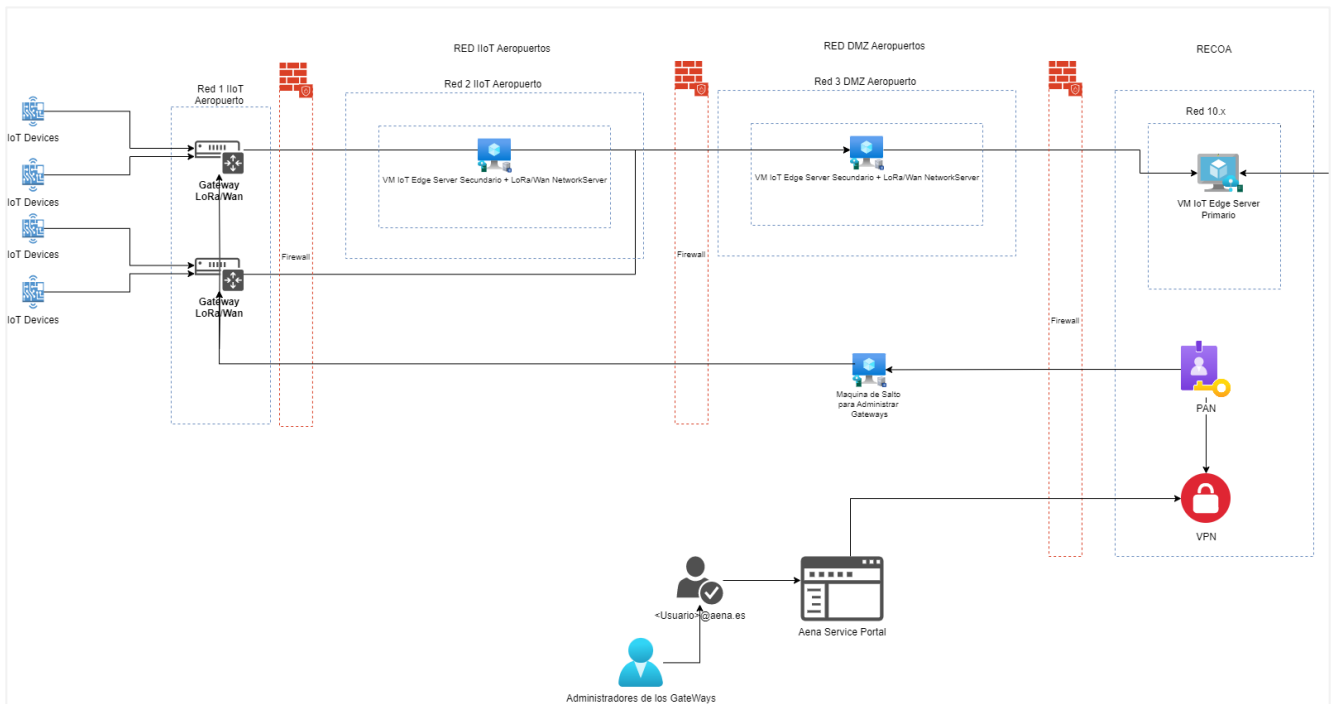 RED IIoT Aeropuertos
RED DMZ Aeropuertos
RECOA
Red 1 IIoT
Aeropuerto
Red 2 IIoT Aeropuerto
Red 3 DMZ Aeropuerto
Red 10.x
IoT Devices
IoT Devices
IoT Devices
IoT Devices
Gateway
LoRa/Wan
Gateway
LoRa/Wan
Firewall
VM IoT Edge Server Secundario + LoRa/Wan NetworkServer
Firewall
VM IoT Edge Server Secundario + LoRa/Wan NetworkServer
Firewall
VM IoT Edge Server
Primario
Maquina de Salto
para Administrar
Gateways
PAN
VPN
<Usuario>@aena.es
Aena Service Portal
Administradores de los GateWays